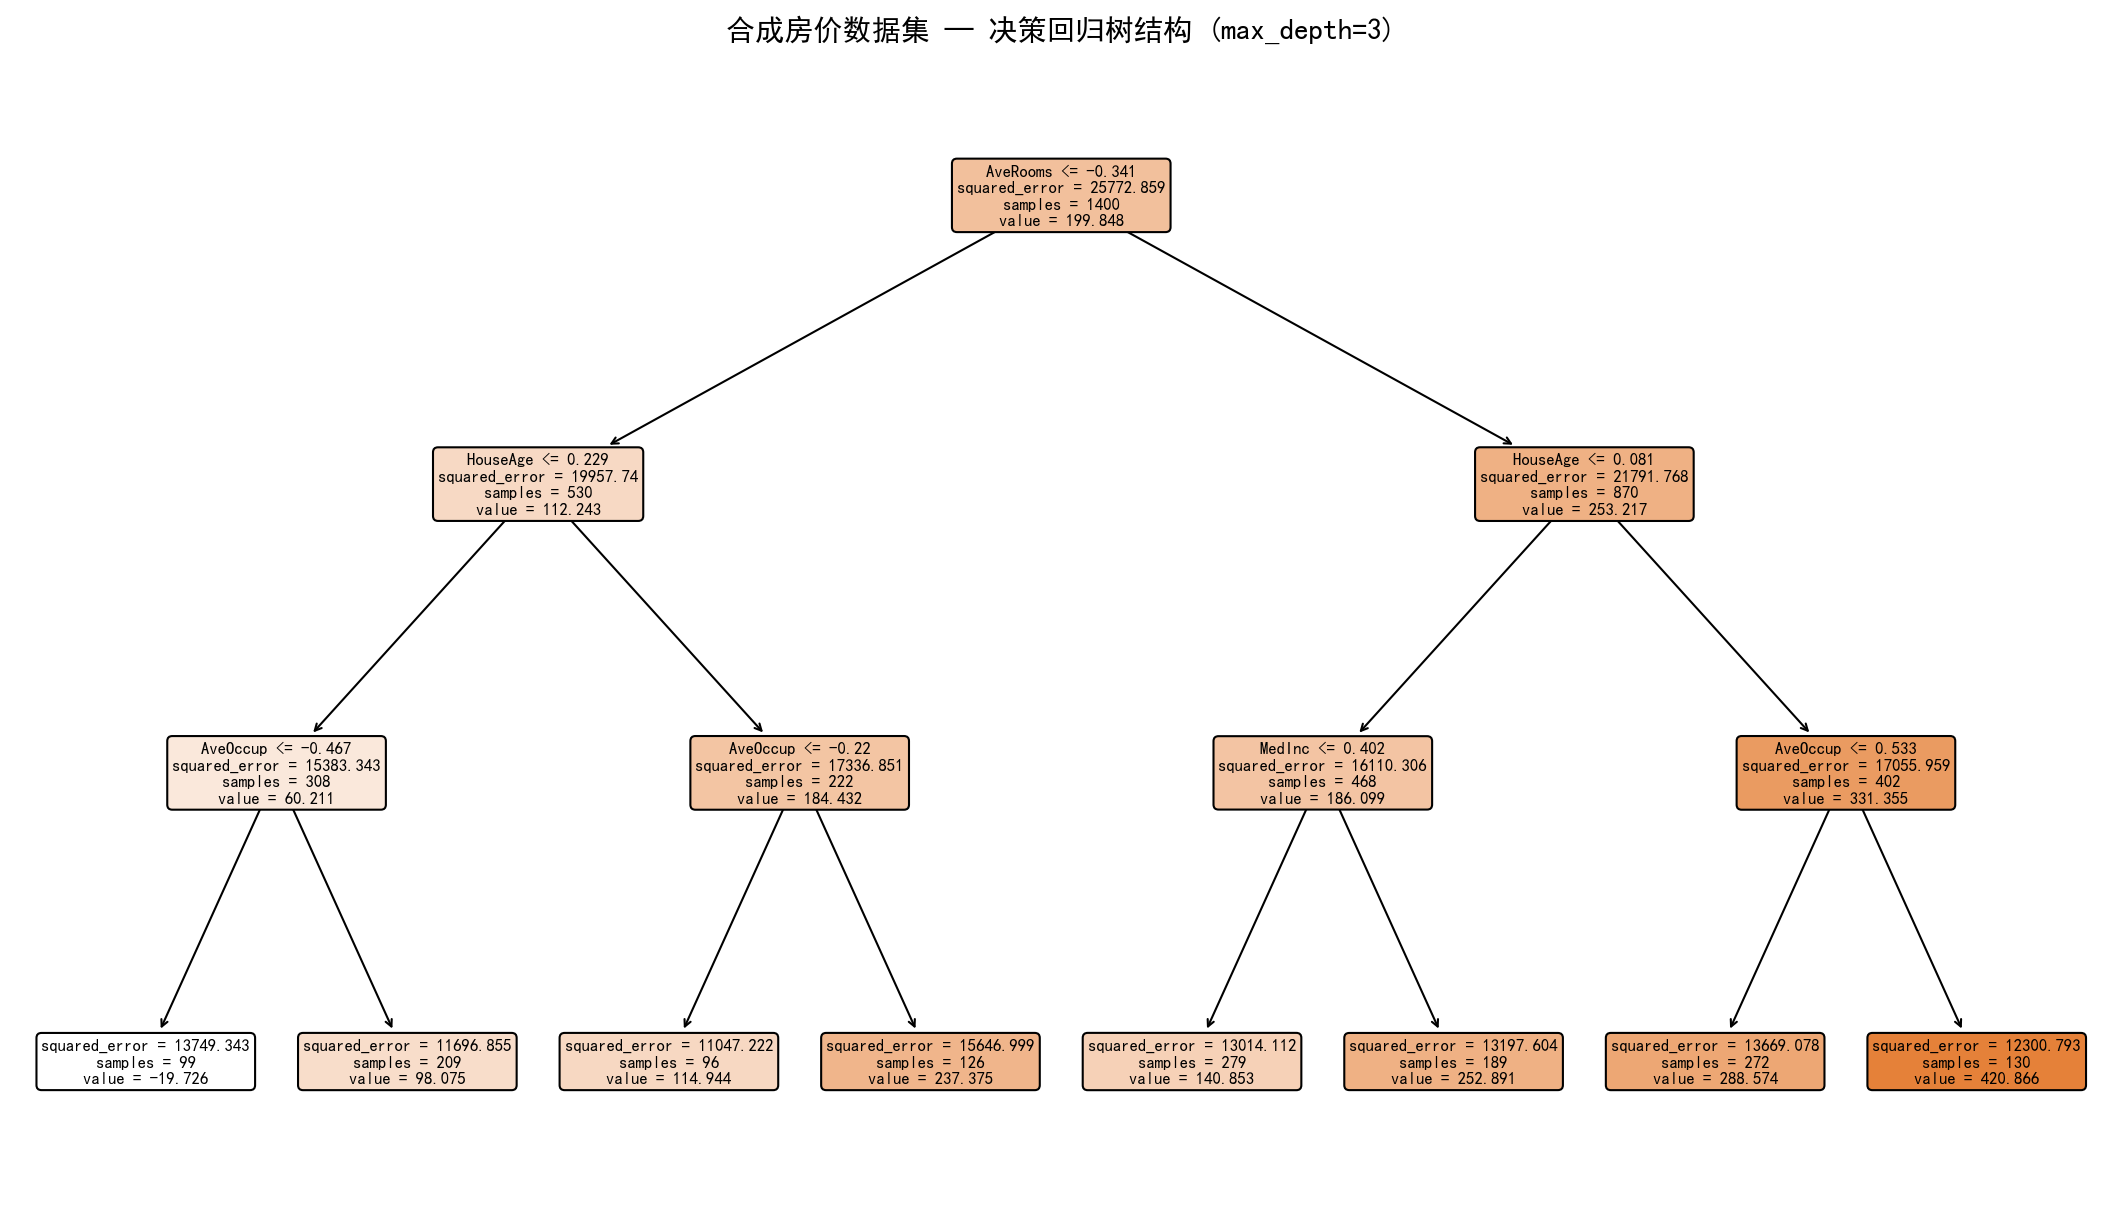 合成房价数据集 — 决策回归树结构 (max_depth=3)
AveRooms <= -0.341
squared_error = 25772.859
samples = 1400
value = 199.848
HouseAge <= 0.229
squared_error = 19957.74
samples = 530
value = 112.243
HouseAge <= 0.081
squared_error = 21791.768
samples = 870
value = 253.217
AveOccup <= -0.467
squared_error = 15383.343
samples = 308
value = 60.211
AveOccup <= -0.22
squared_error = 17336.851
samples = 222
value = 184.432
MedInc <= 0.402
squared_error = 16110.306
samples = 468
value = 186.099
AveOccup <= 0.533
squared_error = 17055.959
samples = 402
value = 331.355
squared_error = 13749.343
samples = 99
value = -19.726
squared_error = 11696.855
samples = 209
value = 98.075
squared_error = 11047.222
samples = 96
value = 114.944
squared_error = 15646.999
samples = 126
value = 237.375
squared_error = 13014.112
samples = 279
value = 140.853
squared_error = 13197.604
samples = 189
value = 252.891
squared_error = 13669.078
samples = 272
value = 288.574
squared_error = 12300.793
samples = 130
value = 420.866